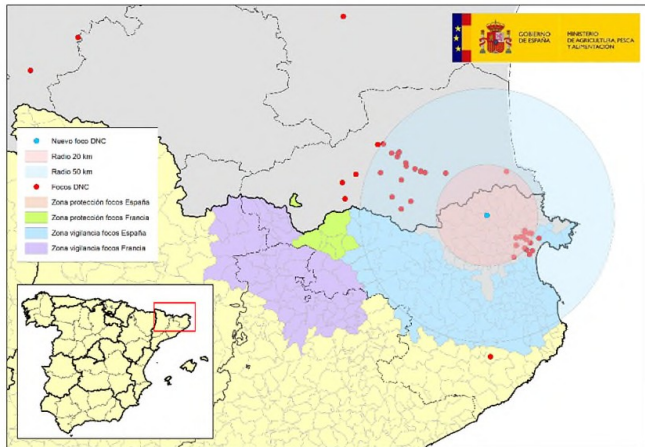 GOBIERNO
DE ESPAÑA
MINISTERIO
DE AGRICULTURA, PESCA
Y ALIMENTACIÓN
Nuevo foco DNC
Radio 20 km
Radio 50 km
Focos DNC
Zona protección focos España
Zona protección focos Francia
Zona vigilancia focos España
Zona vigilancia focos Francia